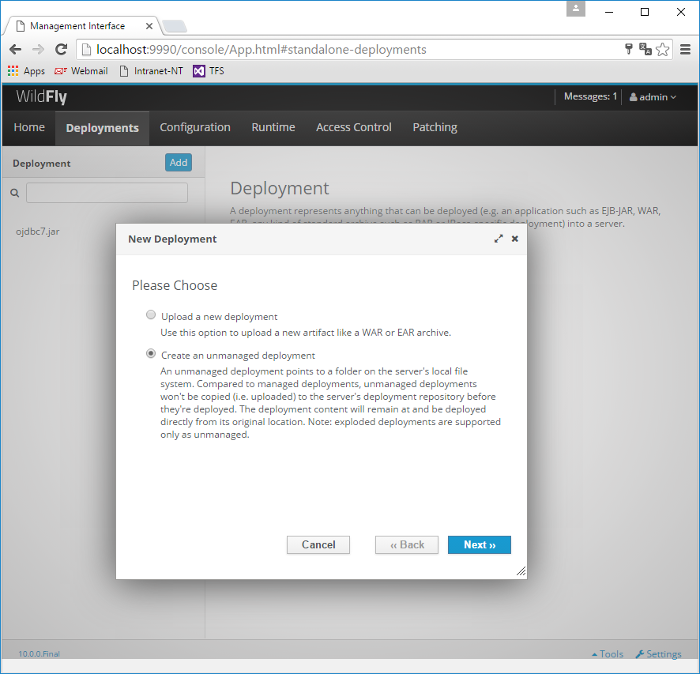 Management Interface
localhost:9990/console/App.html#standalone-deployments
Apps Webmail Intranet-NT TFS
WildFly Messages: 1 admin
Home Deployments Configuration Runtime Access Control Patching
Deployment Add
Deployment
A deployment represents anything that can be deployed (e.g. an application such as EJB-JAR, WAR,
deployment) into a server.
ojdbc7.jar
New Deployment
Please Choose
Upload a new deployment
Use this option to upload a new artifact like a WAR or EAR archive.
Create an unmanaged deployment
An unmanaged deployment points to a folder on the server's local file
system. Compared to managed deployments, unmanaged deployments
won't be copied (i.e. uploaded) to the server's deployment repository before
they're deployed. The deployment content will remain at and be deployed
directly from its original location. Note: exploded deployments are supported
only as unmanaged.
Cancel ‹‹ Back Next ››
10.0.0.Final Tools Settings